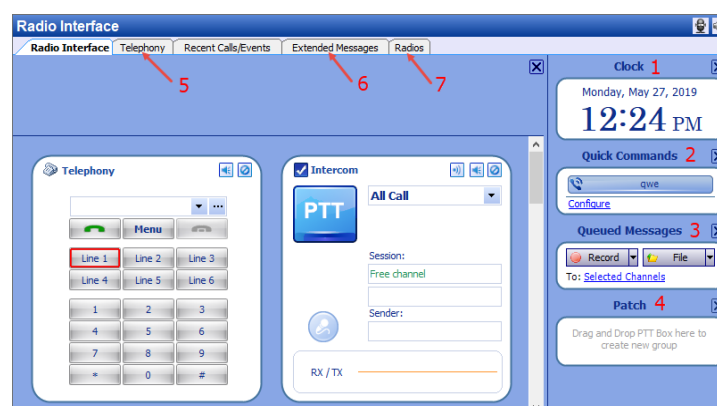 Radio Interface
Radio Interface Telephony Recent Calls/Events Extended Messages Radios
5
6
7
Telephony
...
Menu
Line 1 Line 2 Line 3
Line 4 Line 5 Line 6
1 2 3
4 5 6
7 8 9
* 0 #
Intercom
PTT
All Call
Session:
Free channel
Sender:
RX / TX
Clock 1
Monday, May 27, 2019
12:24 PM
Quick Commands 2
qwe
Configure
Queued Messages 3
Record File
To: Selected Channels
Patch 4
Drag and Drop PTT Box here to
create new group